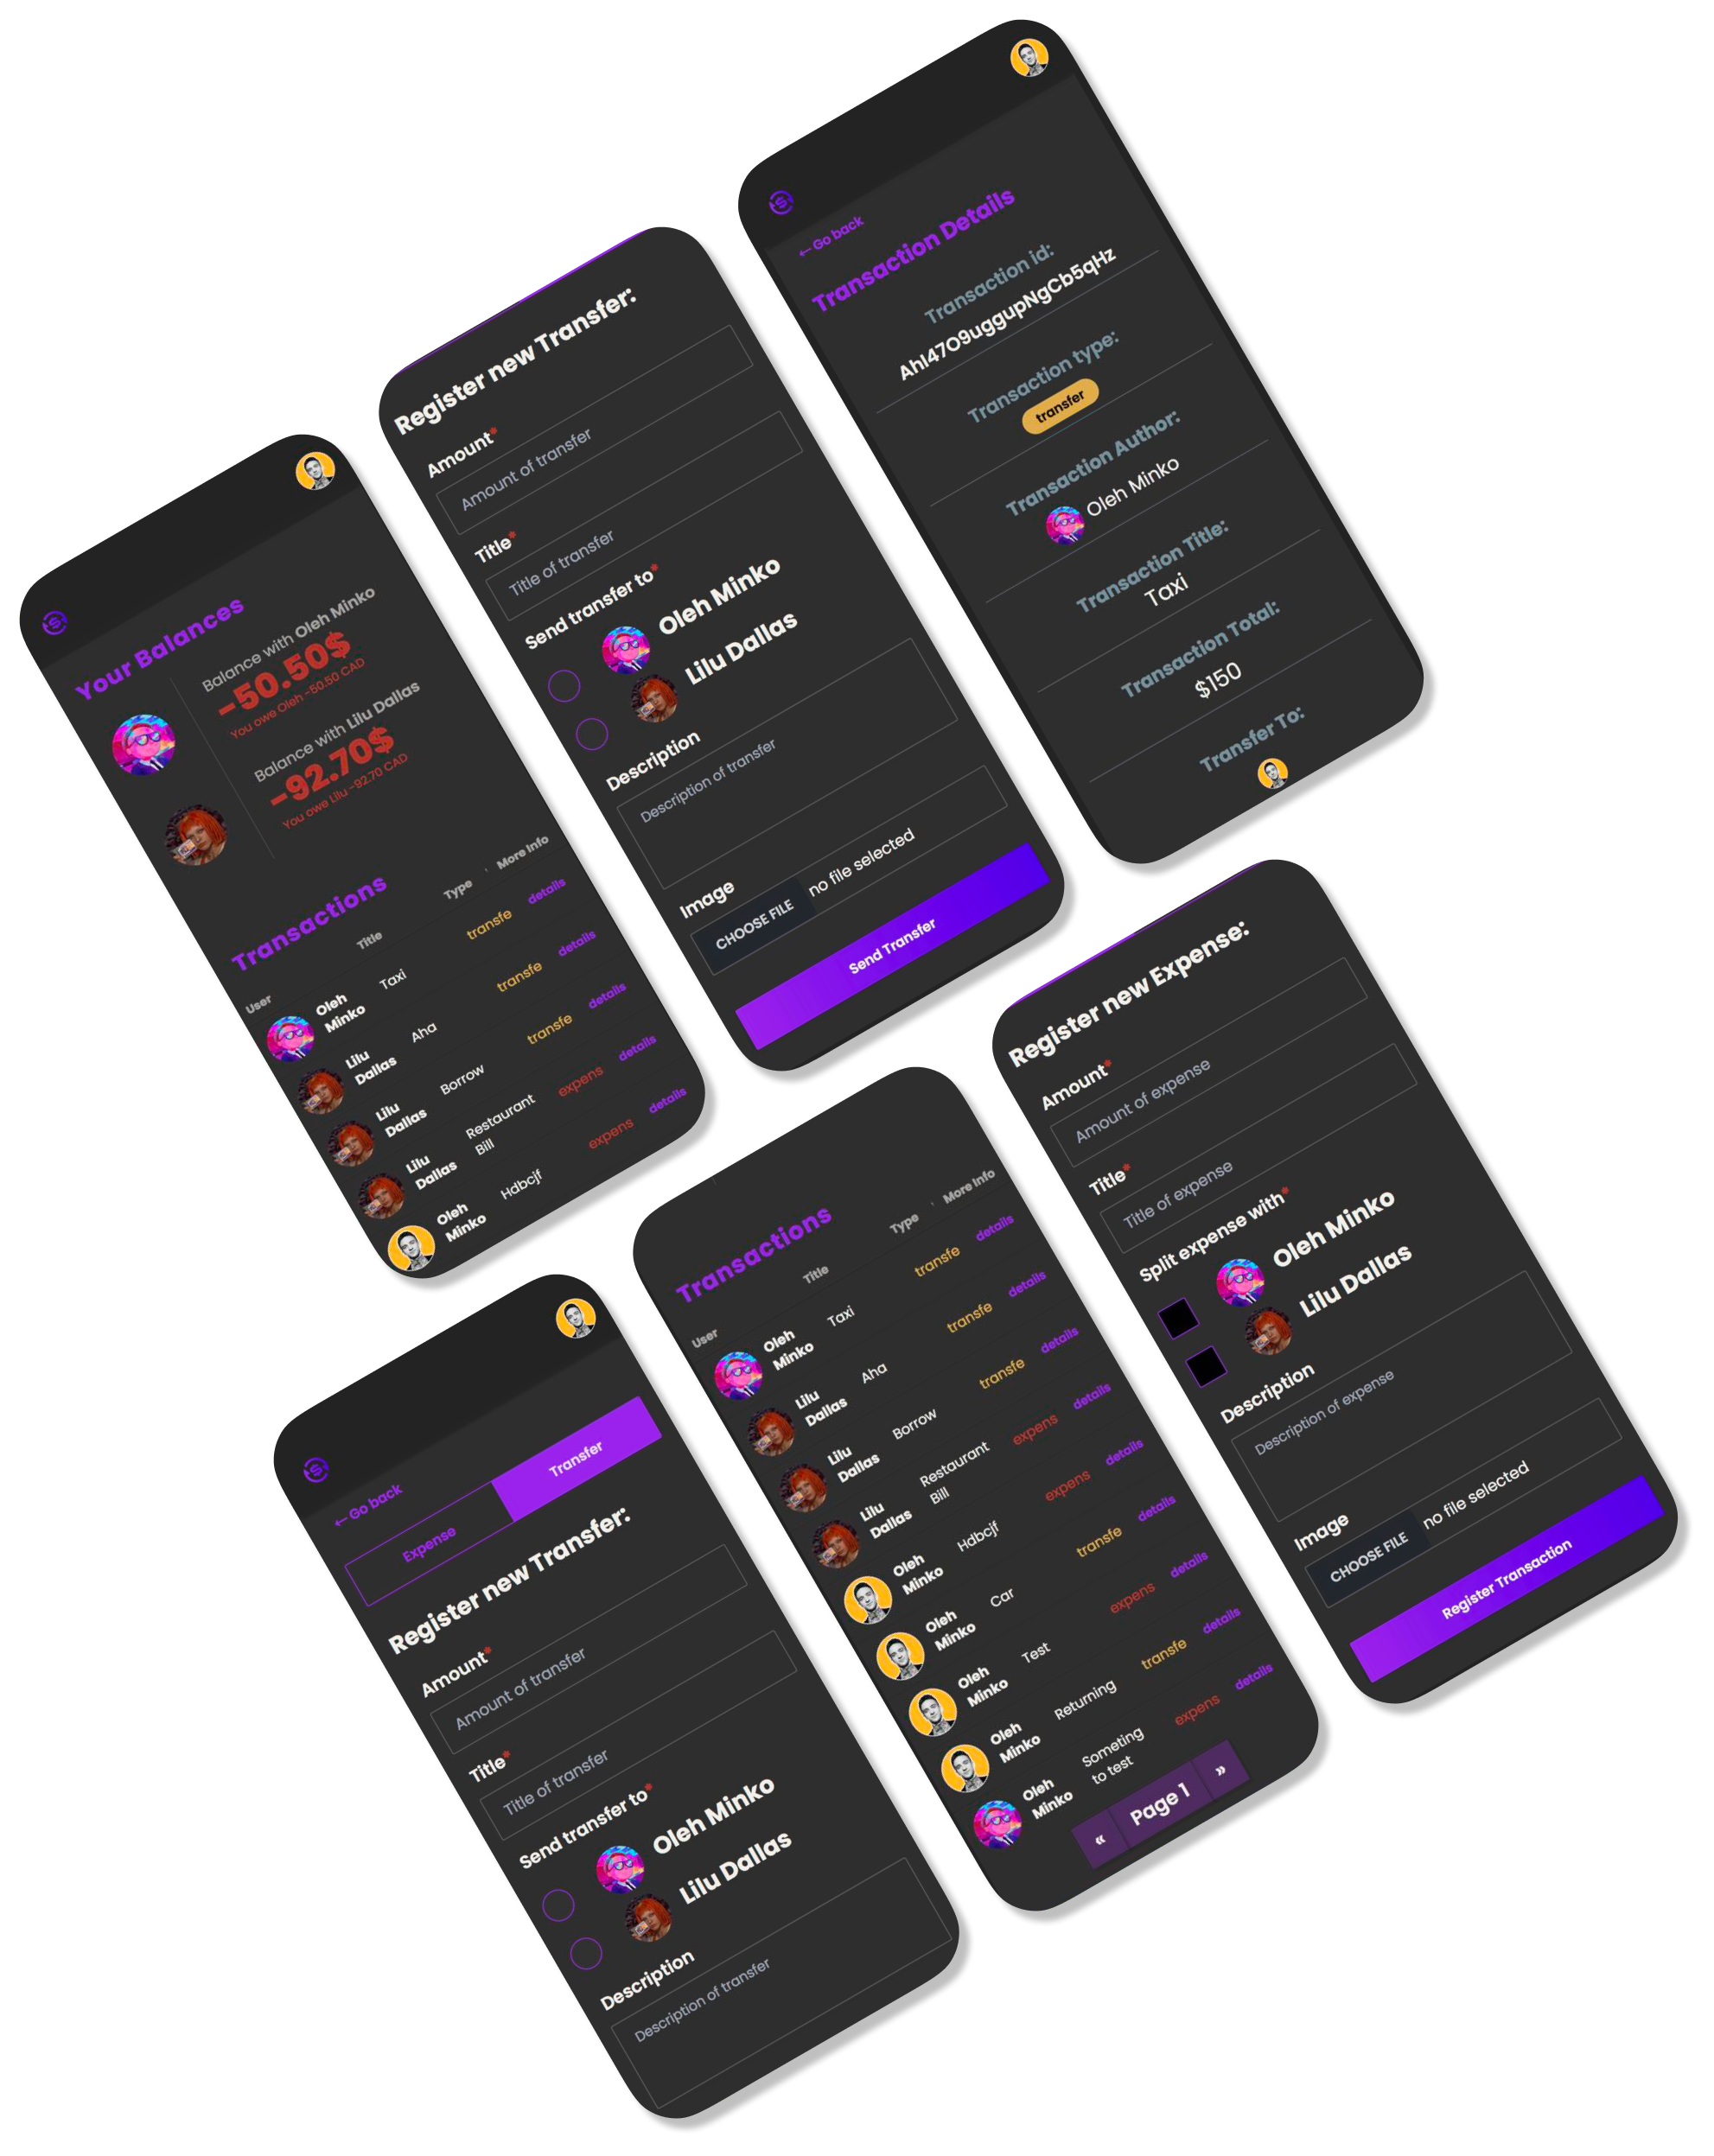 ← Go back
Transaction Details
Transaction id:
AhI47O9uggupNgCb5qHz
Transaction type:
transfer
Transaction Author:
Oleh Minko
Transaction Title:
Taxi
Transaction Total:
$150
Transfer To:
Register new Transfer:
Amount*
Amount of transfer
Title*
Title of transfer
Send transfer to*
Oleh Minko
Lilu Dallas
Description
Description of transfer
Image
CHOOSE FILE no file selected
Send Transfer
Your Balances
Balance with Oleh Minko
-50.50$
You owe Oleh -50.50 CAD
Balance with Lilu Dallas
-92.70$
You owe Lilu -92.70 CAD
Transactions
User Title Type More Info
Oleh Minko Taxi transfe details
Lilu Dallas Aha transfe details
Lilu Dallas Borrow transfe details
Lilu Dallas Restaurant Bill expens details
Oleh Minko Hdbcjf expens details
Register new Expense:
Amount*
Amount of expense
Title*
Title of expense
Split expense with*
Oleh Minko
Lilu Dallas
Description
Description of expense
Image
CHOOSE FILE no file selected
Register Transaction
Transactions
User Title Type More Info
Oleh Minko Taxi transfe details
Lilu Dallas Aha transfe details
Lilu Dallas Borrow transfe details
Lilu Dallas Restaurant Bill expens details
Oleh Minko Hdbcjf expens details
Oleh Minko Car transfe details
Oleh Minko Test expens details
Oleh Minko Returning transfe details
Oleh Minko Someting to test expens details
« Page 1 »
← Go back
Expense Transfer
Register new Transfer:
Amount*
Amount of transfer
Title*
Title of transfer
Send transfer to*
Oleh Minko
Lilu Dallas
Description
Description of transfer